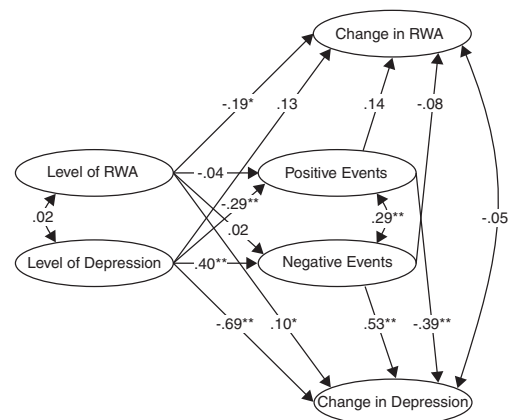 Change in RWA
-.19*
.13
.14
-.08
Level of RWA
-.04
Positive Events
-.29**
.02
.02
.29**
-.05
Level of Depression
.40**
Negative Events
-.69**
.10*
.53**
-.39**
Change in Depression